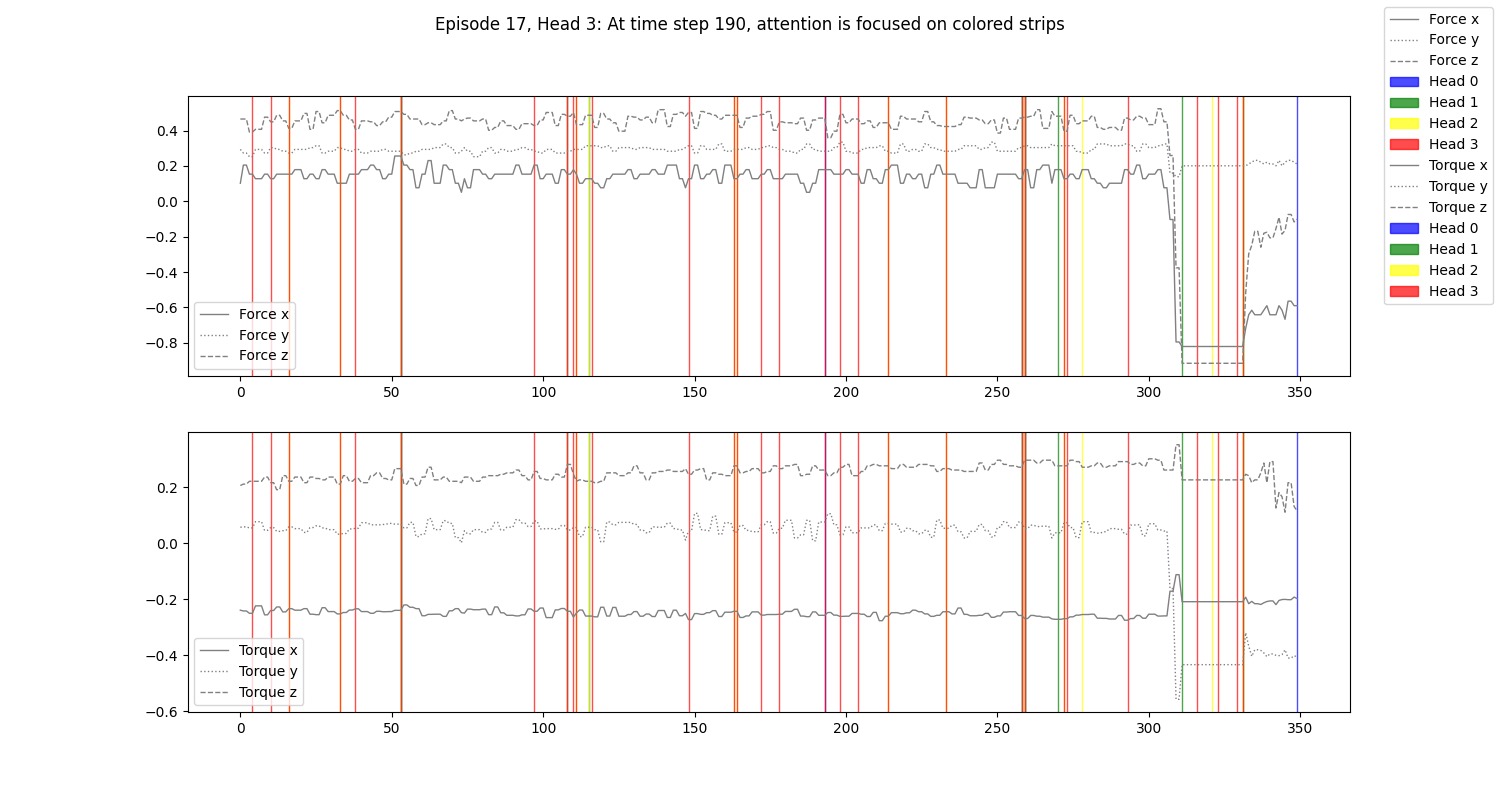 Episode 17, Head 3: At time step 190, attention is focused on colored strips
Force x
Force y
Force z
Head 0
Head 1
Head 2
Head 3
Torque x
Torque y
Torque z
Head 0
Head 1
Head 2
Head 3
0.4
0.2
0.0
−0.2
−0.4
−0.6
−0.8
Force x
Force y
Force z
0 50 100 150 200 250 300 350
0.2
0.0
−0.2
−0.4
−0.6
Torque x
Torque y
Torque z
0 50 100 150 200 250 300 350